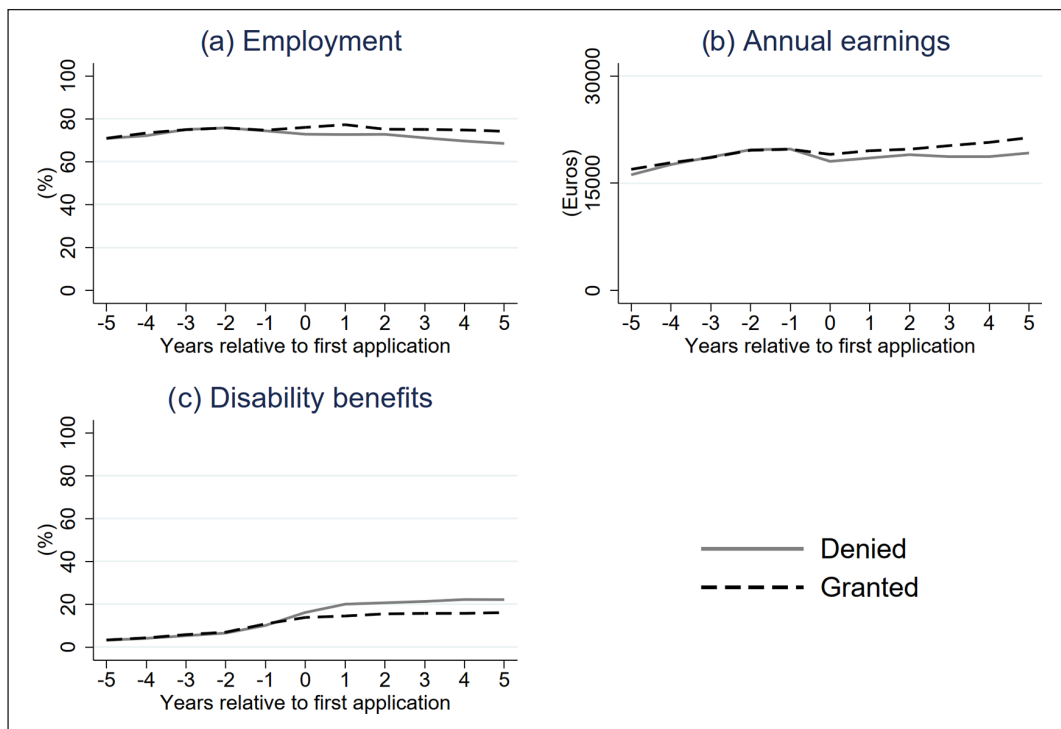 (a) Employment
100
80
60
40
20
0
(%)
-5 -4 -3 -2 -1 0 1 2 3 4 5
Years relative to first application
(b) Annual earnings
30000
15000
0
(Euros)
-5 -4 -3 -2 -1 0 1 2 3 4 5
Years relative to first application
(c) Disability benefits
100
80
60
40
20
0
(%)
-5 -4 -3 -2 -1 0 1 2 3 4 5
Years relative to first application
Denied
Granted